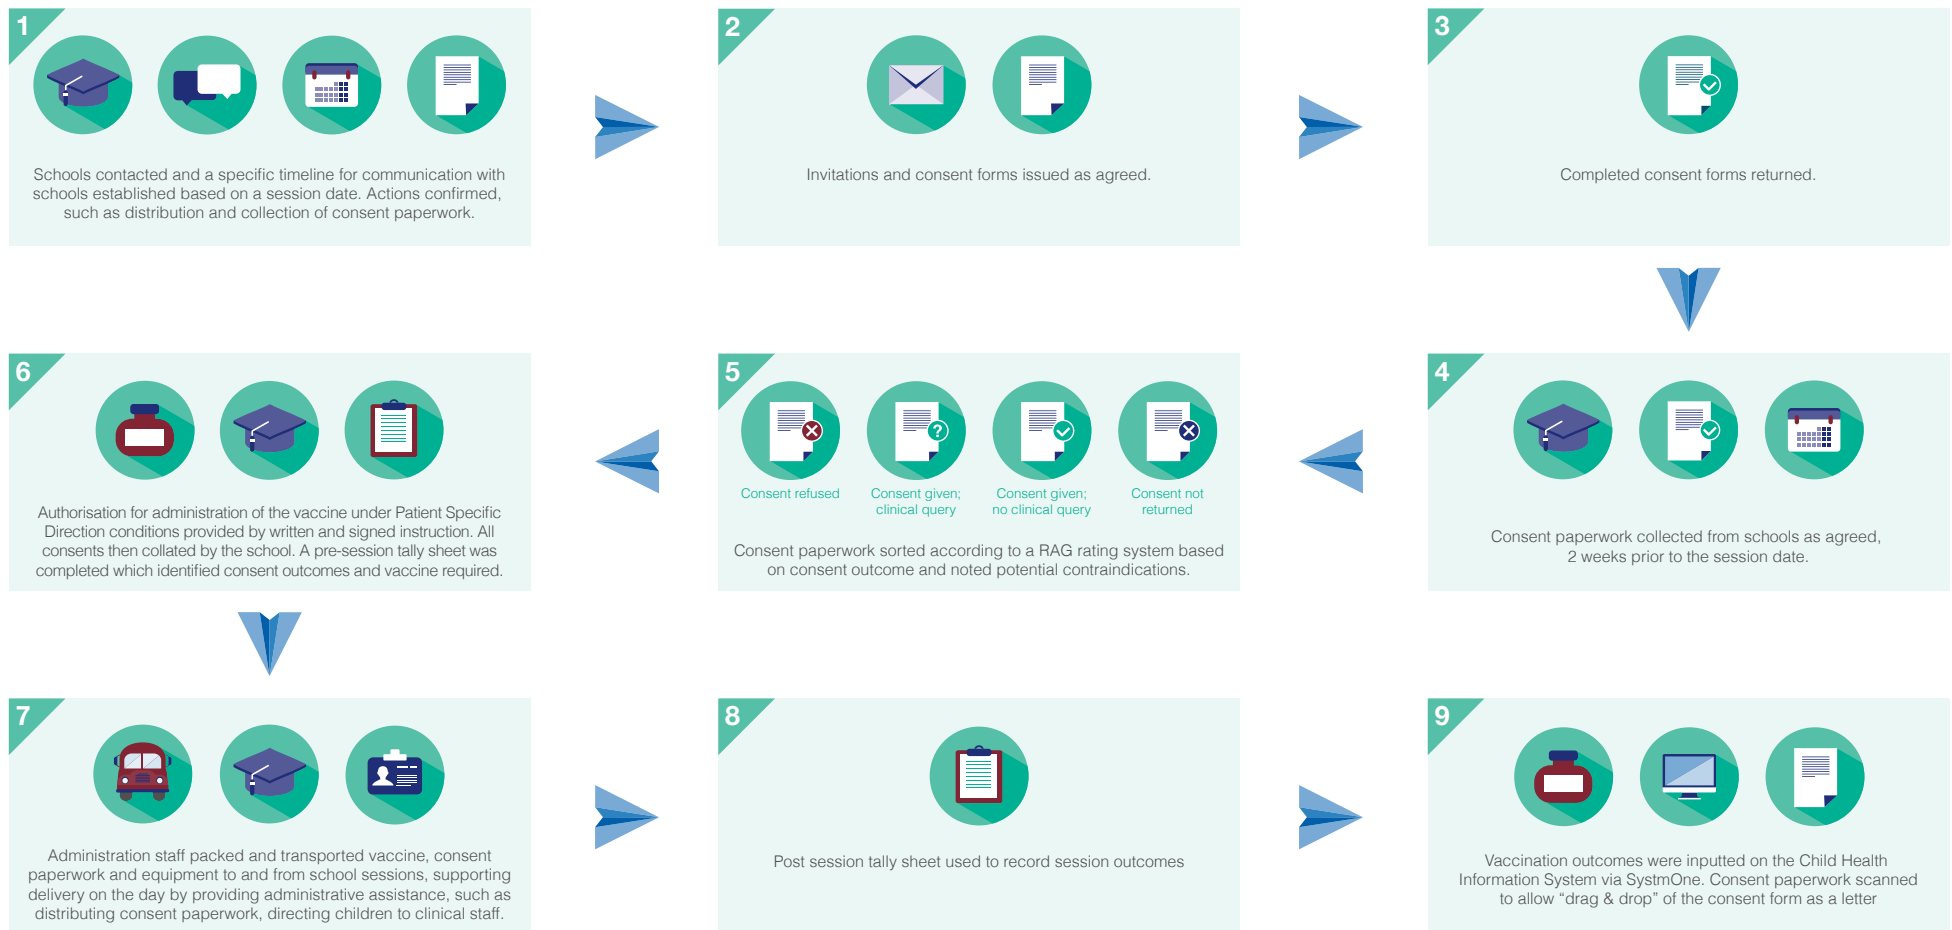 1
Schools contacted and a specific timeline for communication with
schools established based on a session date. Actions confirmed,
such as distribution and collection of consent paperwork.
2
Invitations and consent forms issued as agreed.
3
Completed consent forms returned.
4
Consent paperwork collected from schools as agreed,
2 weeks prior to the session date.
5
?
Consent refused
Consent given;
clinical query
Consent given;
no clinical query
Consent not
returned
Consent paperwork sorted according to a RAG rating system based
on consent outcome and noted potential contraindications.
6
Authorisation for administration of the vaccine under Patient Specific
Direction conditions provided by written and signed instruction. All
consents then collated by the school. A pre-session tally sheet was
completed which identified consent outcomes and vaccine required.
7
Administration staff packed and transported vaccine, consent
paperwork and equipment to and from school sessions, supporting
delivery on the day by providing administrative assistance, such as
distributing consent paperwork, directing children to clinical staff.
8
Post session tally sheet used to record session outcomes
9
Vaccination outcomes were inputted on the Child Health
Information System via SystmOne. Consent paperwork scanned
to allow “drag & drop” of the consent form as a letter